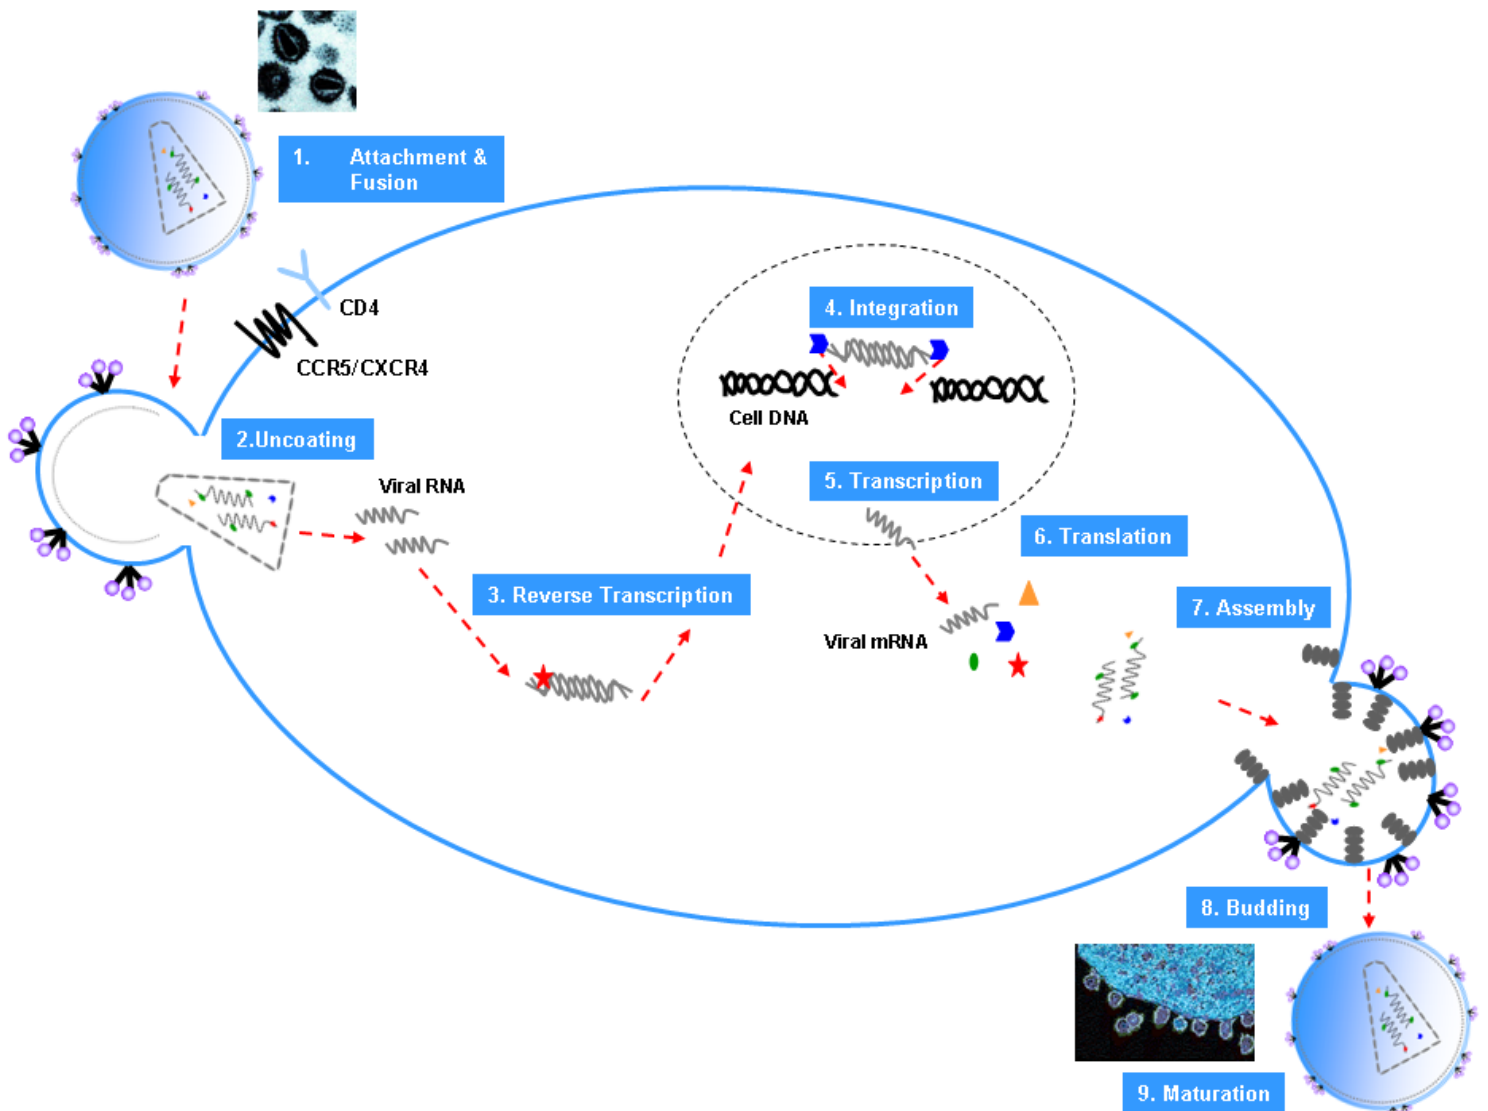 1. Attachment &
Fusion
CD4
CCR5/CXCR4
2.Uncoating
Viral RNA
3. Reverse Transcription
4. Integration
Cell DNA
5. Transcription
6. Translation
Viral mRNA
7. Assembly
8. Budding
9. Maturation